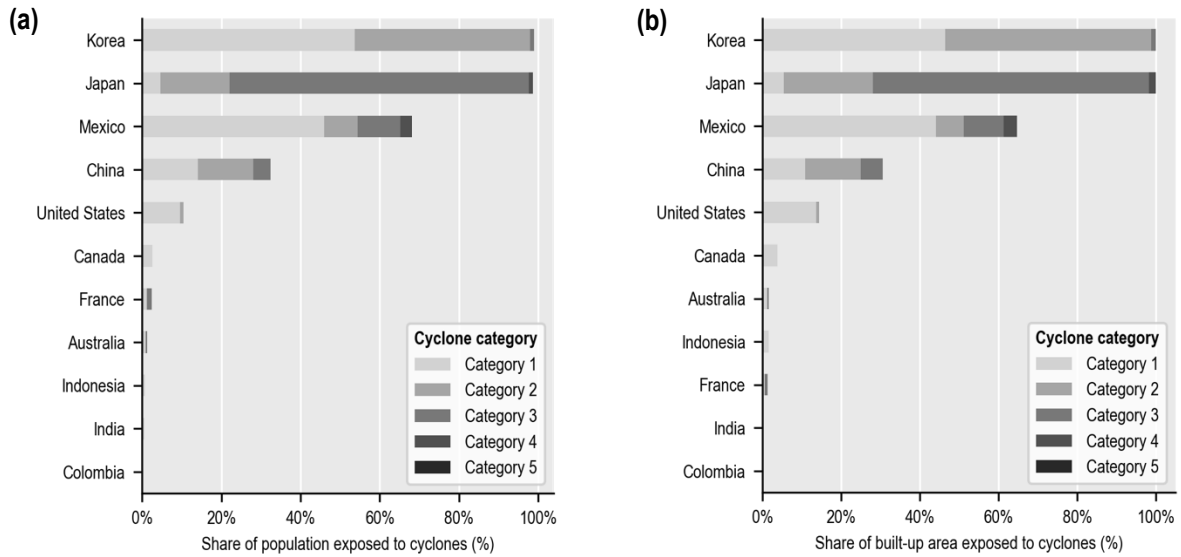 (a)
Korea
Japan
Mexico
China
United States
Canada
France
Australia
Indonesia
India
Colombia
Cyclone category
Category 1
Category 2
Category 3
Category 4
Category 5
0% 20% 40% 60% 80% 100%
Share of population exposed to cyclones (%)
(b)
Korea
Japan
Mexico
China
United States
Canada
Australia
Indonesia
France
India
Colombia
Cyclone category
Category 1
Category 2
Category 3
Category 4
Category 5
0% 20% 40% 60% 80% 100%
Share of built-up area exposed to cyclones (%)